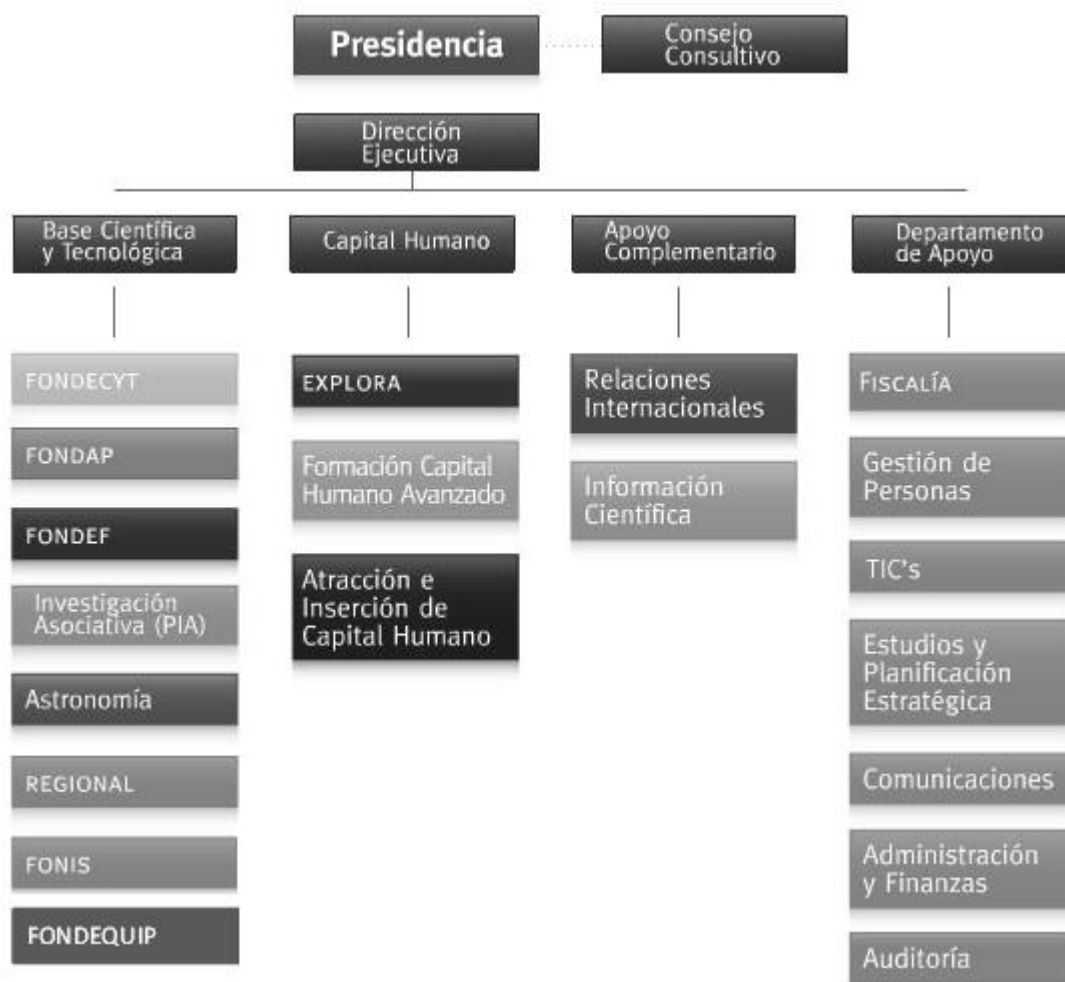 Presidencia
Consejo
Consultivo
Dirección
Ejecutiva
Base Científica
y Tecnológica
Capital Humano
Apoyo
Complementario
Departamento
de Apoyo
FONDECYT
FONDAP
FONDEF
Investigación
Asociativa (PIA)
Astronomía
REGIONAL
FONIS
FONDEQUIP
EXPLORA
Formación Capital
Humano Avanzado
Atracción e
Inserción de
Capital Humano
Relaciones
Internacionales
Información
Científica
FISCALÍA
Gestión de
Personas
TIC's
Estudios y
Planificación
Estratégica
Comunicaciones
Administración
y Finanzas
Auditoría